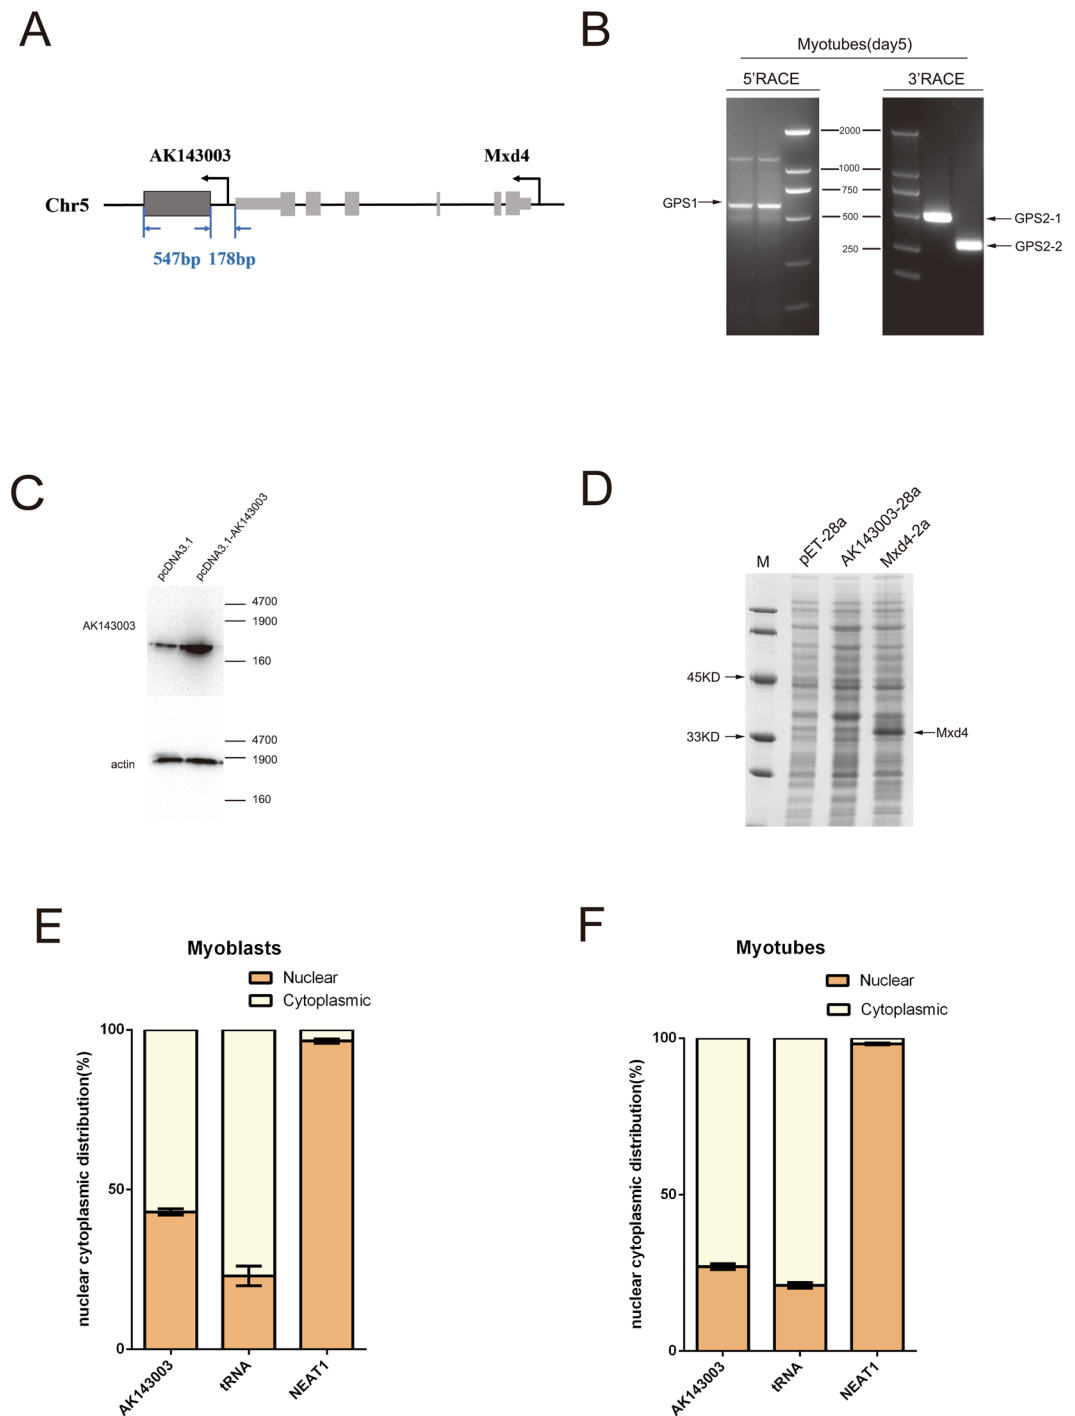 A
AK143003
Mxd4
Chr5
547bp 178bp
B
Myotubes(day5)
5'RACE
3'RACE
2000
1000
750
500
250
GPS1
GPS2-1
GPS2-2
C
pcDNA3.1
pcDNA3.1-AK143003
AK143003
4700
1900
160
actin
4700
1900
160
D
M
pET-28a
AK143003-28a
Mxd4-2a
45KD
33KD
Mxd4
E
Myoblasts
Nuclear
Cytoplasmic
nuclear cytoplasmic distribution(%)
100
50
0
AK143003
tRNA
NEAT1
F
Myotubes
Nuclear
Cytoplasmic
nuclear cytoplasmic distribution(%)
100
50
0
AK143003
tRNA
NEAT1